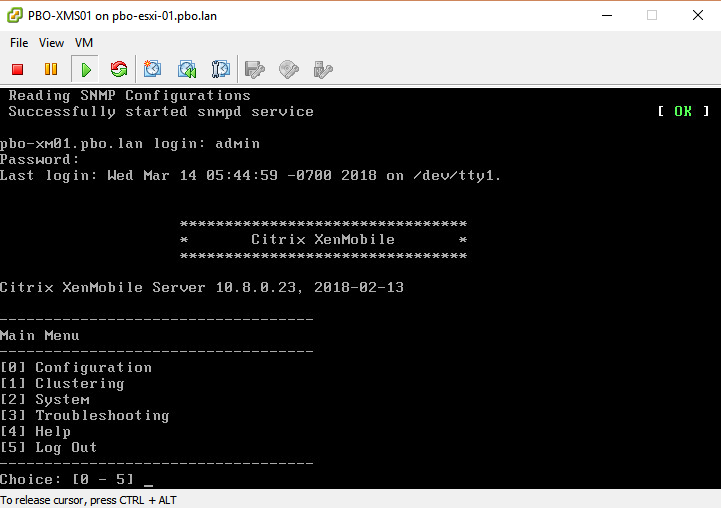 PBO-XMS01 on pbo-esxi-01.pbo.lan
File View VM
Reading SNMP Configurations
Successfully started snmpd service [ OK ]
pbo-xm01.pbo.lan login: admin
Password:
Last login: Wed Mar 14 05:44:59 -0700 2018 on /dev/tty1.
********************************
* Citrix XenMobile *
********************************
Citrix XenMobile Server 10.8.0.23, 2018-02-13
-----------------------------------
Main Menu
-----------------------------------
[0] Configuration
[1] Clustering
[2] System
[3] Troubleshooting
[4] Help
[5] Log Out
-----------------------------------
Choice: [0 - 5] _
To release cursor, press CTRL + ALT